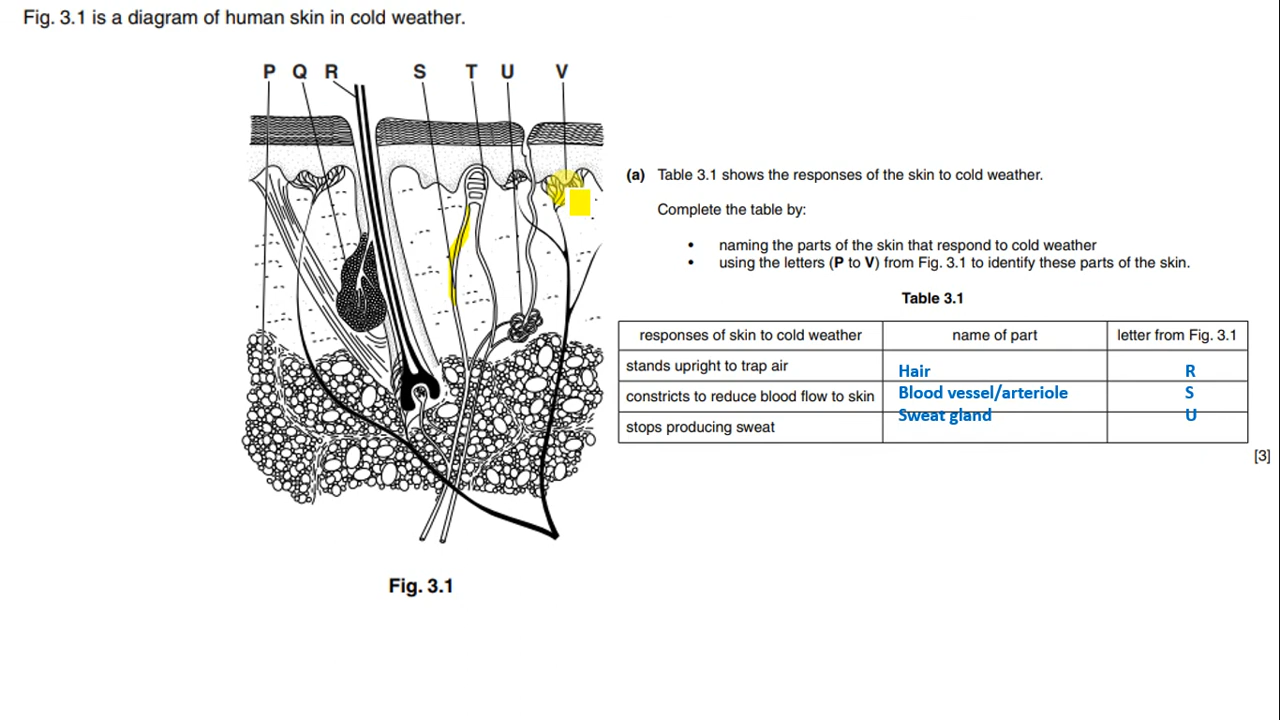 Fig. 3.1 is a diagram of human skin in cold weather.
P Q R S T U V
(a) Table 3.1 shows the responses of the skin to cold weather.
Complete the table by:
• naming the parts of the skin that respond to cold weather
• using the letters (P to V) from Fig. 3.1 to identify these parts of the skin.
Table 3.1
responses of skin to cold weather name of part letter from Fig. 3.1
stands upright to trap air Hair R
constricts to reduce blood flow to skin Blood vessel/arteriole S
stops producing sweat Sweat gland U
[3]
Fig. 3.1